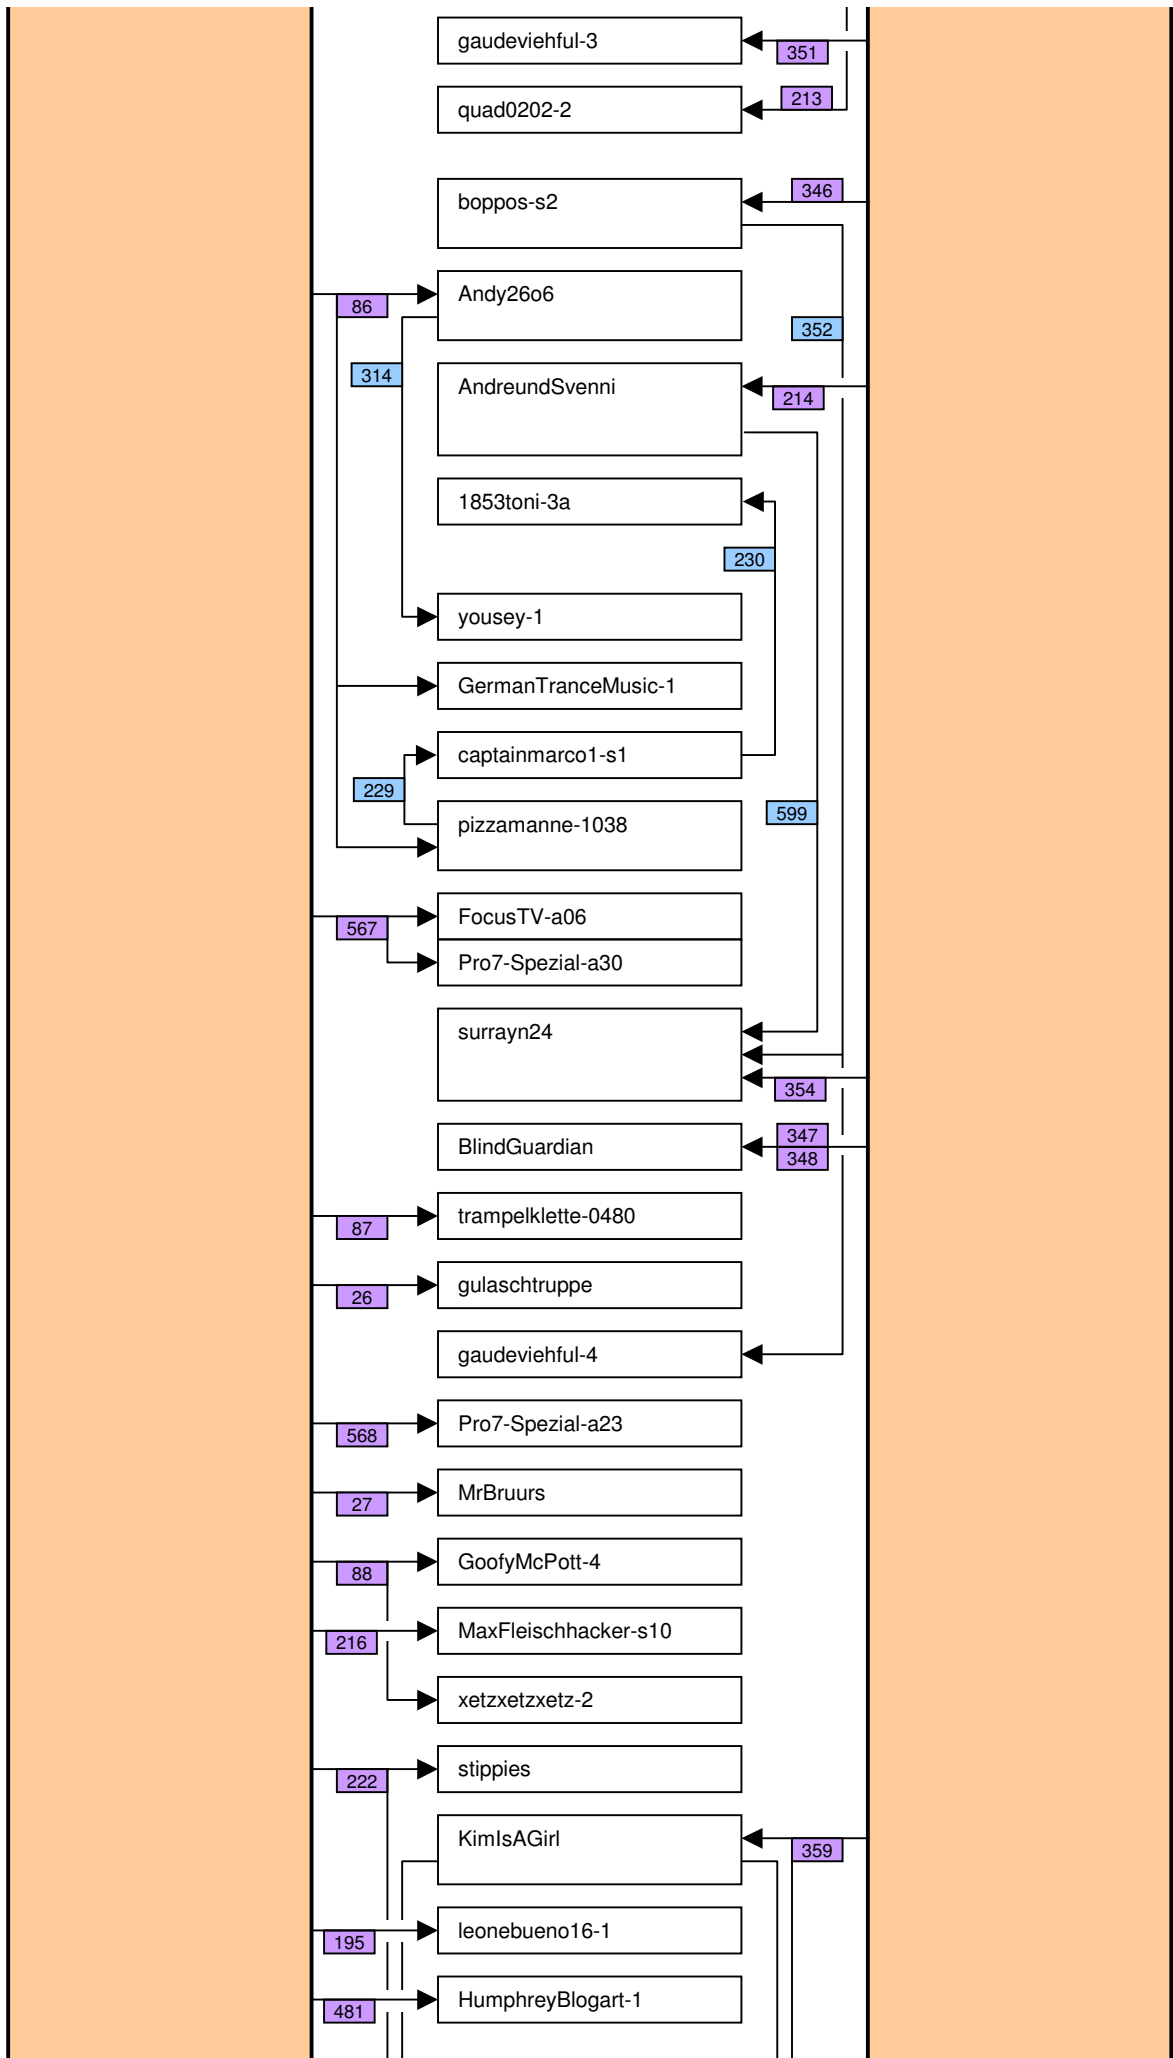 gaudeviehful-3
351
quad0202-2
213
boppos-s2
346
Andy26o6
86
352
314
AndreundSvenni
214
1853toni-3a
230
yousey-1
GermanTranceMusic-1
captainmarco1-s1
229
pizzamanne-1038
599
FocusTV-a06
567
Pro7-Spezial-a30
surrayn24
354
347
BlindGuardian
348
trampelklette-0480
87
gulaschtruppe
26
gaudeviehful-4
Pro7-Spezial-a23
568
MrBruurs
27
GoofyMcPott-4
88
MaxFleischhacker-s10
216
xetzxetzxetz-2
stippies
222
KimIsAGirl
359
leonebueno16-1
195
HumphreyBlogart-1
481